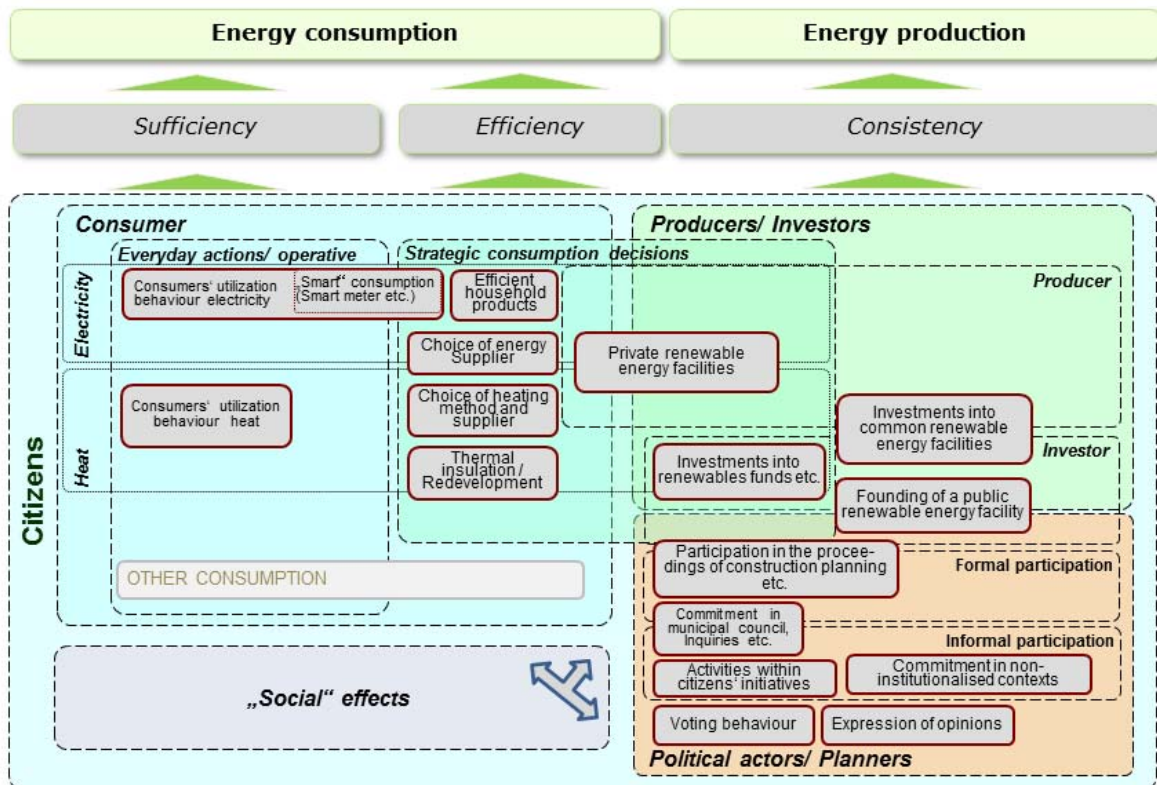 Energy consumption
Energy production
Sufficiency
Efficiency
Consistency
Citizens
Consumer
Producers/ Investors
Everyday actions/ operative
Strategic consumption decisions
Electricity
Consumers‘ utilization
behaviour electricity
„Smart“ consumption
(Smart meter etc.)
Efficient
household
products
Producer
Choice of energy
Supplier
Private renewable
energy facilities
Heat
Consumers‘ utilization
behaviour heat
Choice of heating
method and
supplier
Investments into
common renewable
energy facilities
Thermal
insulation /
Redevelopment
Investor
Investments into
renewables funds etc.
Founding of a public
renewable energy facility
OTHER CONSUMPTION
Participation in the procee-
dings of construction planning
etc.
Formal participation
Commitment in
municipal council,
Inquiries etc.
Informal participation
Activities within
citizens‘ initiatives
Commitment in non-
institutionalised contexts
„Social“ effects
Voting behaviour
Expression of opinions
Political actors/ Planners